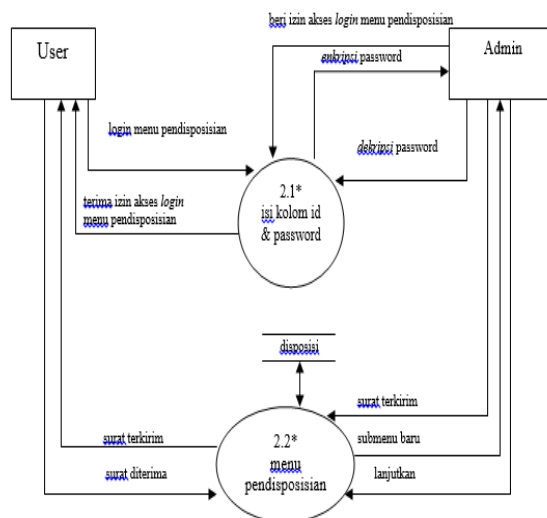 beri izin akses login menu pendisposisian
User
Admin
enkripsi password
login menu pendisposisian
dekripsi password
2.1*
isi kolom id
& password
terima izin akses login
menu pendisposisian
disposisi
surat terkirim
surat terkirim
2.2*
menu
pendisposisian
submenu baru
surat diterima
lanjutkan